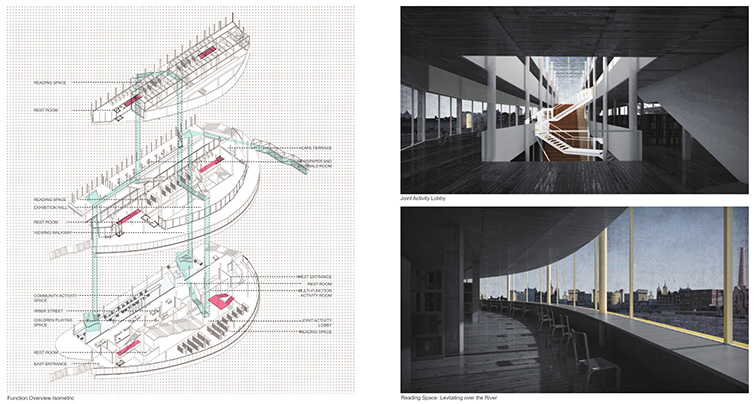 READING SPACE
REST ROOM
CAFE TERRACE
NEWSPAPER AND
ROOM
READING SPACE
EXHIBITION HALL
REST ROOM
VIEWING WALKWAY
WEST ENTRANCE
REST ROOM
MULTI-FUNCTION
ACTIVITY ROOM
COMMUNITY ACTIVITY
SPACE
INNER STREET
CHILDREN PLAYING
SPACE
JOINT ACTIVITY
LOBBY
READING SPACE
REST ROOM
EAST ENTRANCE
Function Overview Isometric
Joint Activity Lobby
Reading Space: Levitating over the River